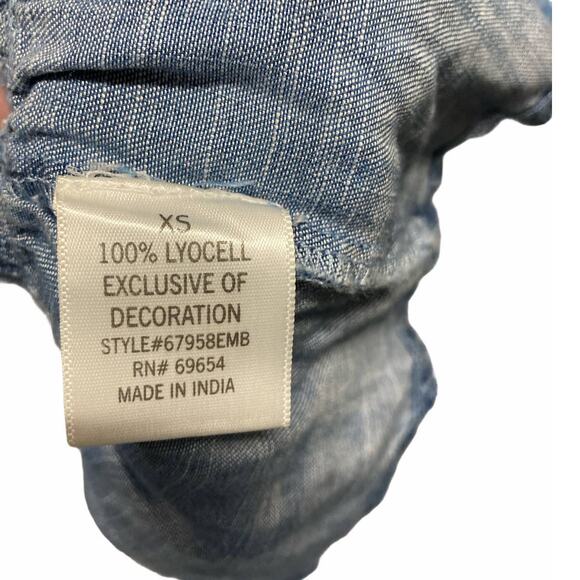 XS
100% LYOCELL
EXCLUSIVE OF
DECORATION
STYLE#67958EMB
RN# 69654
MADE IN INDIA